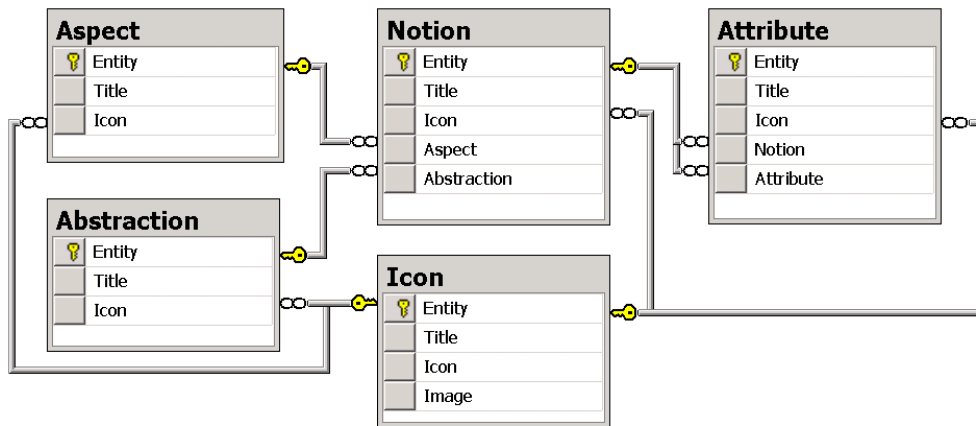 Aspect
Entity
Title
Icon
Notion
Entity
Title
Icon
Aspect
Abstraction
Attribute
Entity
Title
Icon
Notion
Attribute
Abstraction
Entity
Title
Icon
Icon
Entity
Title
Icon
Image